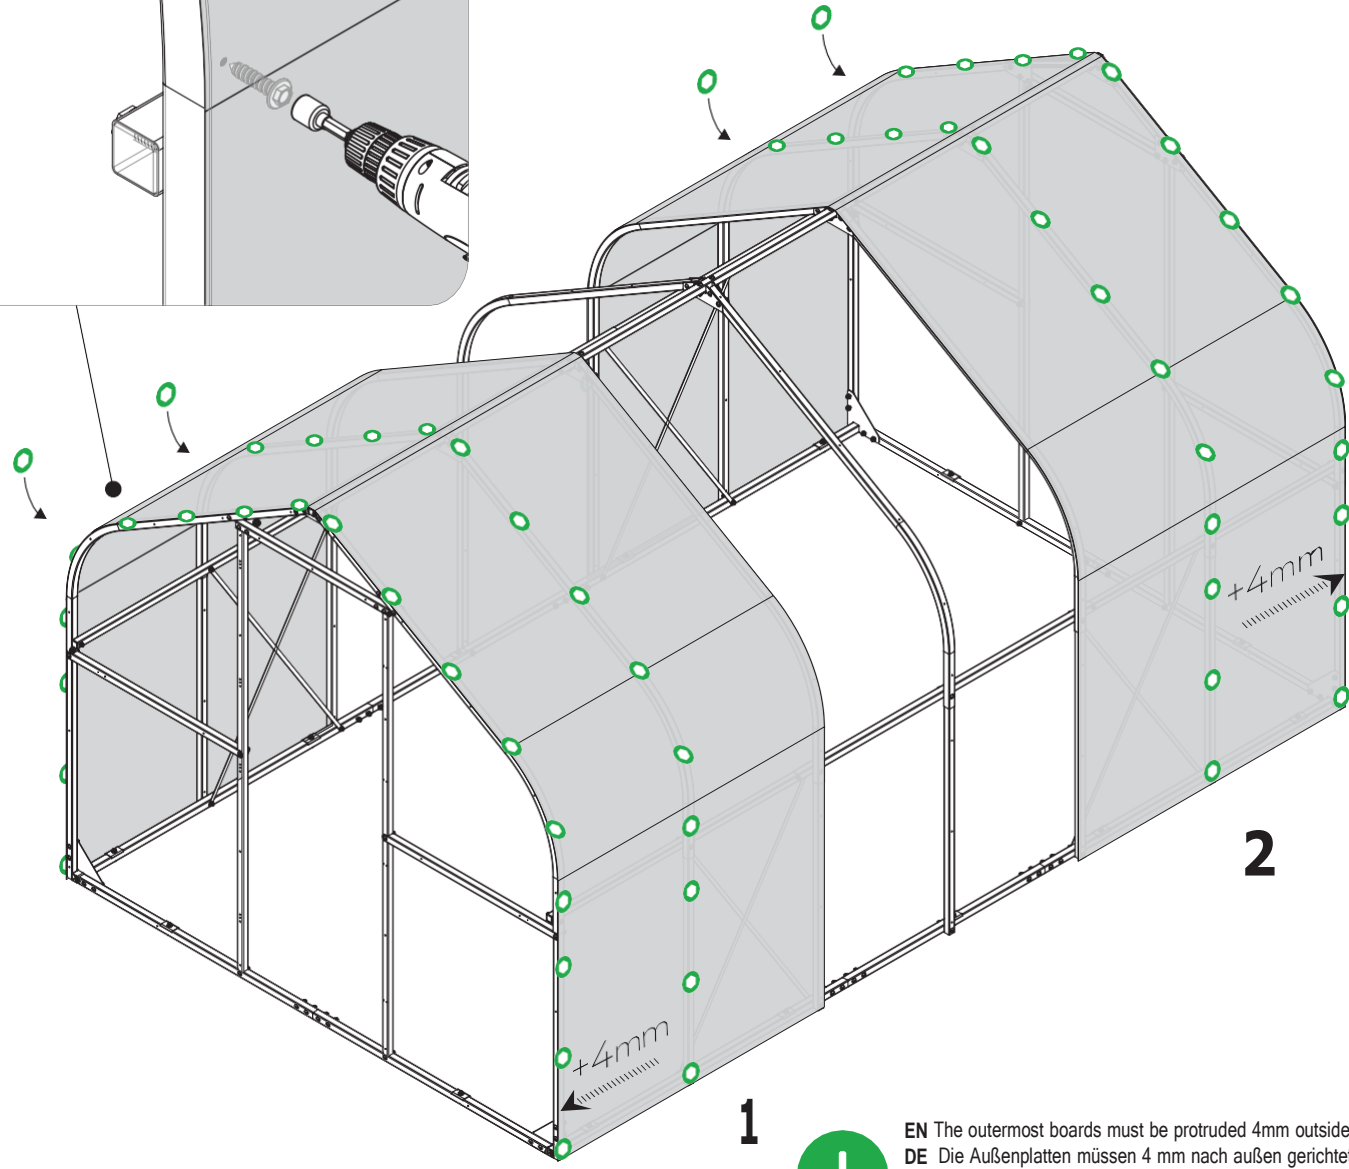 +4mm
2
+4mm
1
EN The outermost boards must be protruded 4mm outside
DE Die Außenplatten müssen 4 mm nach außen